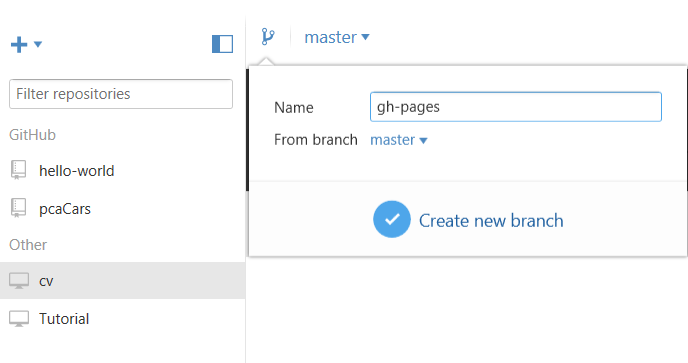 master
Filter repositories
GitHub
hello-world
pcaCars
Other
cv
Tutorial
Name
gh-pages
From branch
master
Create new branch